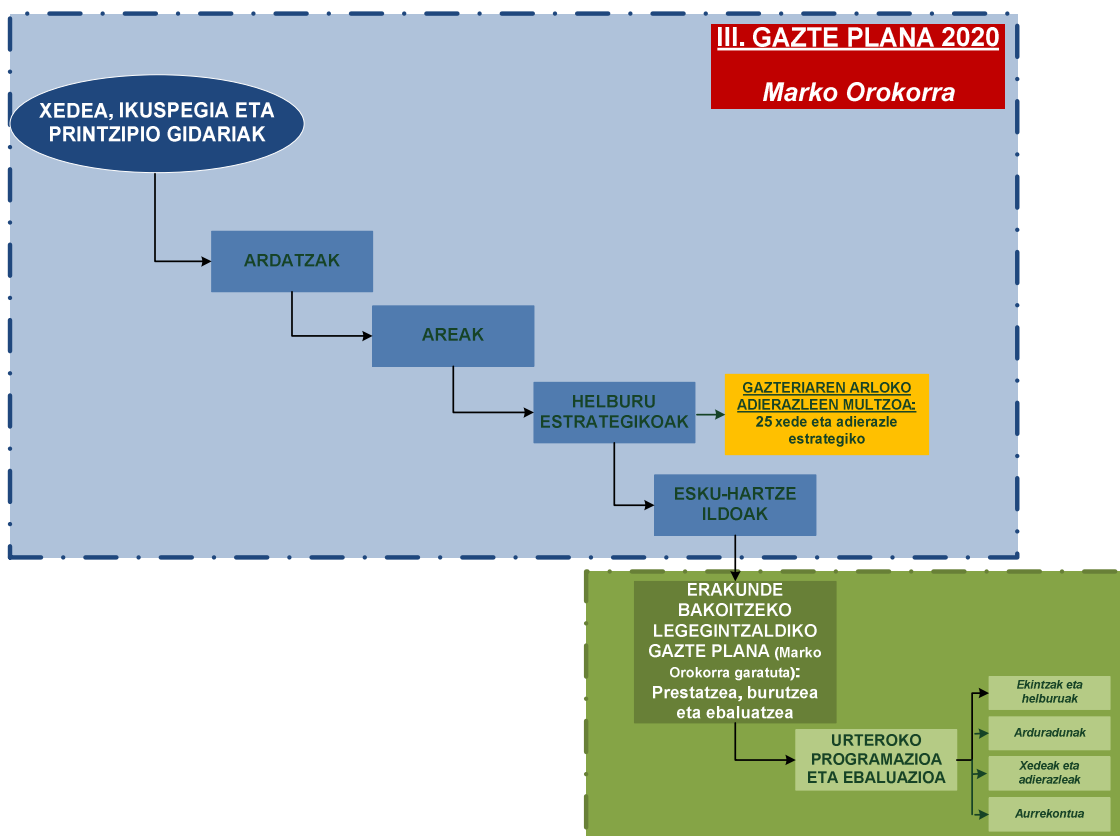 III. GAZTE PLANA 2020
Marko Orokorra
XEDEA, IKUSPEGIA ETA
PRINTZIPIO GIDARIAK
ARDATZAK
AREAK
HELBURU
ESTRATEGIKOAK
GAZTERIAREN ARLOKO
ADIERAZLEEN MULTZOA:
25 xede eta adierazle
estrategiko
ESKU-HARTZE
ILDOAK
ERAKUNDE
BAKOITZEKO
LEGEGINTZALDIKO
GAZTE PLANA (Marko
Orokorra garatuta):
Prestatzea, burutzea
eta ebaluatzea
URTEROKO
PROGRAMAZIOA
ETA EBALUAZIOA
Ekintzak eta
helburuak
Arduradunak
Xedeak eta
adierazleak
Aurrekontua